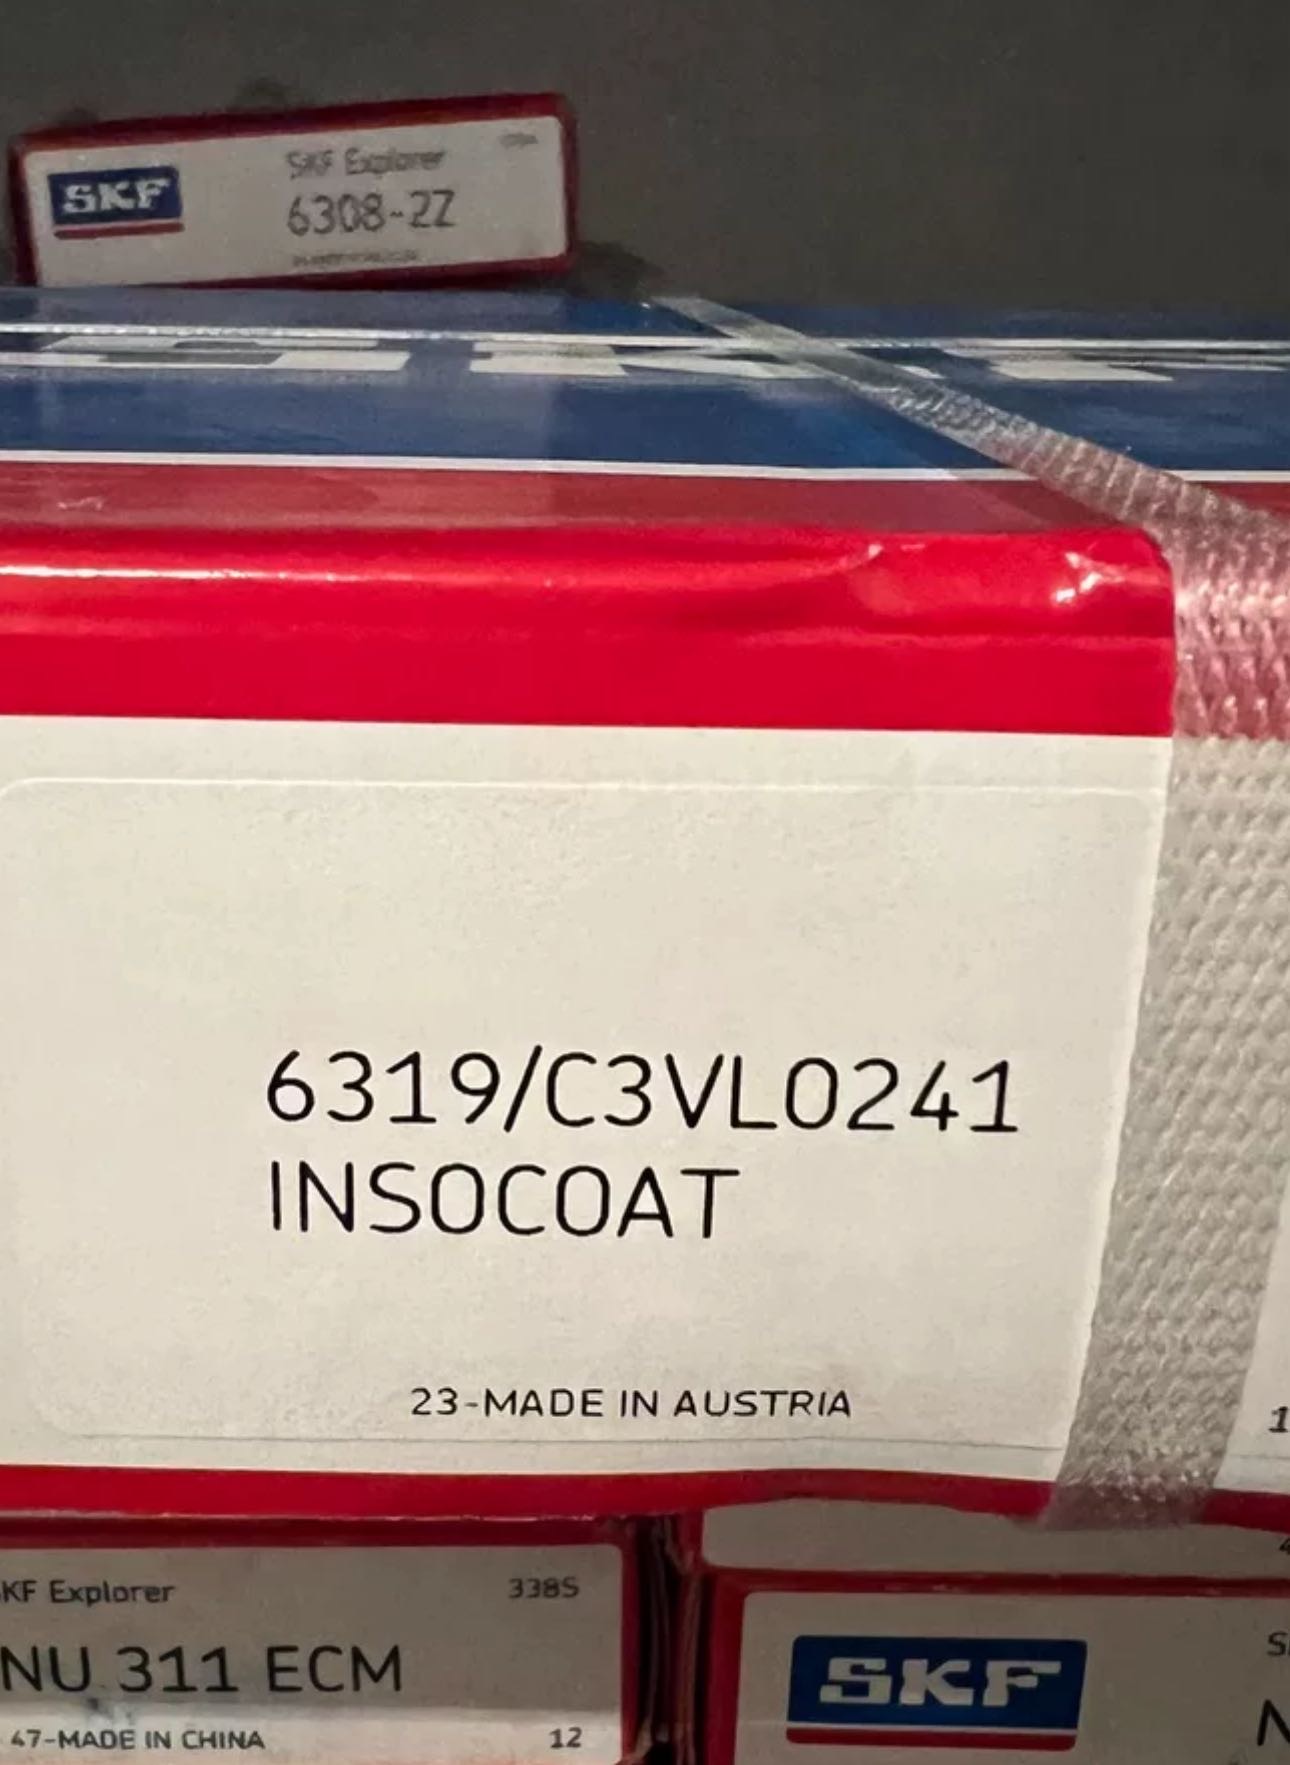 SKF
SKF Explorer
6308-2Z
SKF
6319/C3VL0241
INSOCOAT
23-MADE IN AUSTRIA
KF Explorer 338S
NU 311 ECM
47-MADE IN CHINA 12
SKF